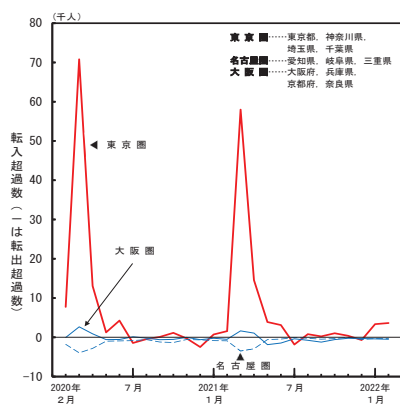 (千人)
東京圏……東京都, 神奈川県,
埼玉県, 千葉県
名古屋圏……愛知県, 岐阜県, 三重県
大阪圏……大阪府, 兵庫県,
京都府, 奈良県
80
70
60
50
40
30
20
10
0
-10
転入超過数(－は転出超過数)
東京圏
大阪圏
名古屋圏
2020年
2月
7月
2021年
1月
7月
2022年
1月